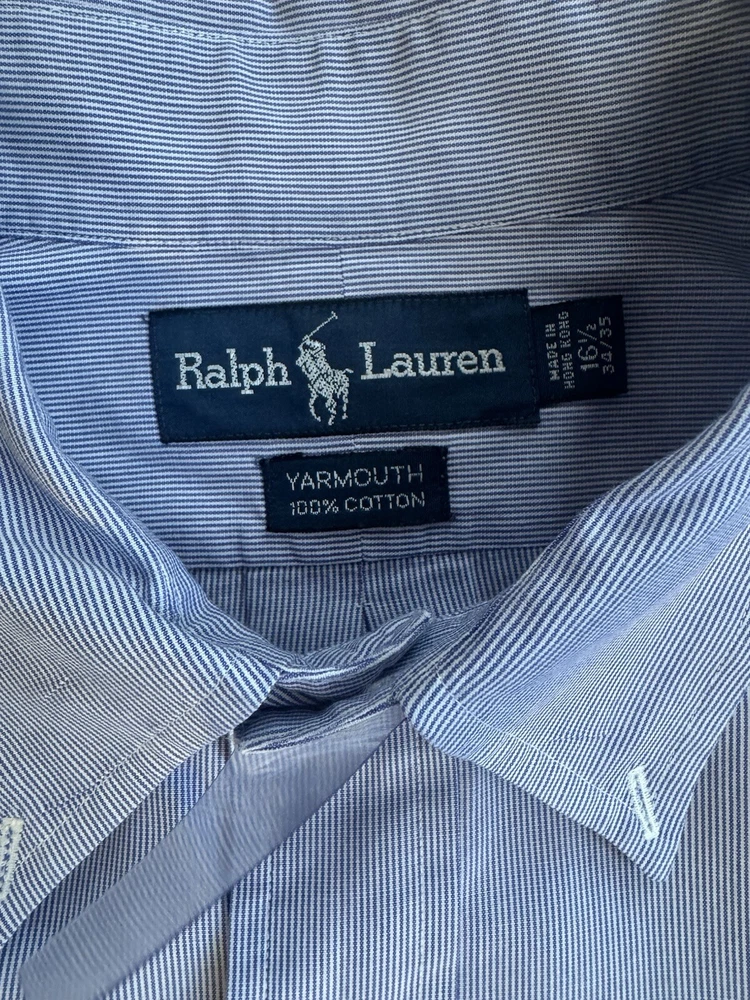 Ralph Lauren
MADE IN
HONG KONG
16½
34/35
YARMOUTH
100% COTTON